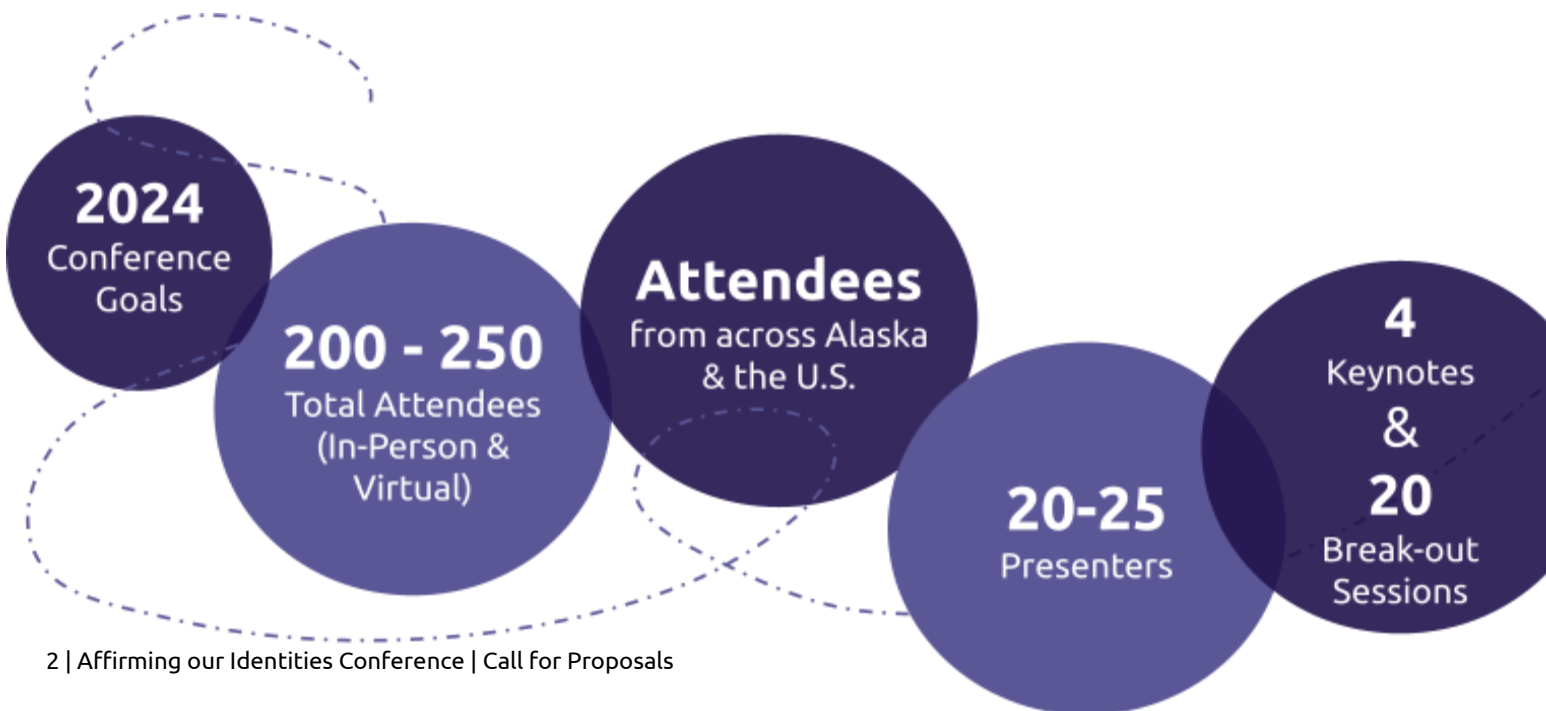 2024
Conference
Goals
200 - 250
Total Attendees
(In-Person &
Virtual)
Attendees
from across Alaska
& the U.S.
20-25
Presenters
4
Keynotes
&
20
Break-out
Sessions
2 | Affirming our Identities Conference | Call for Proposals